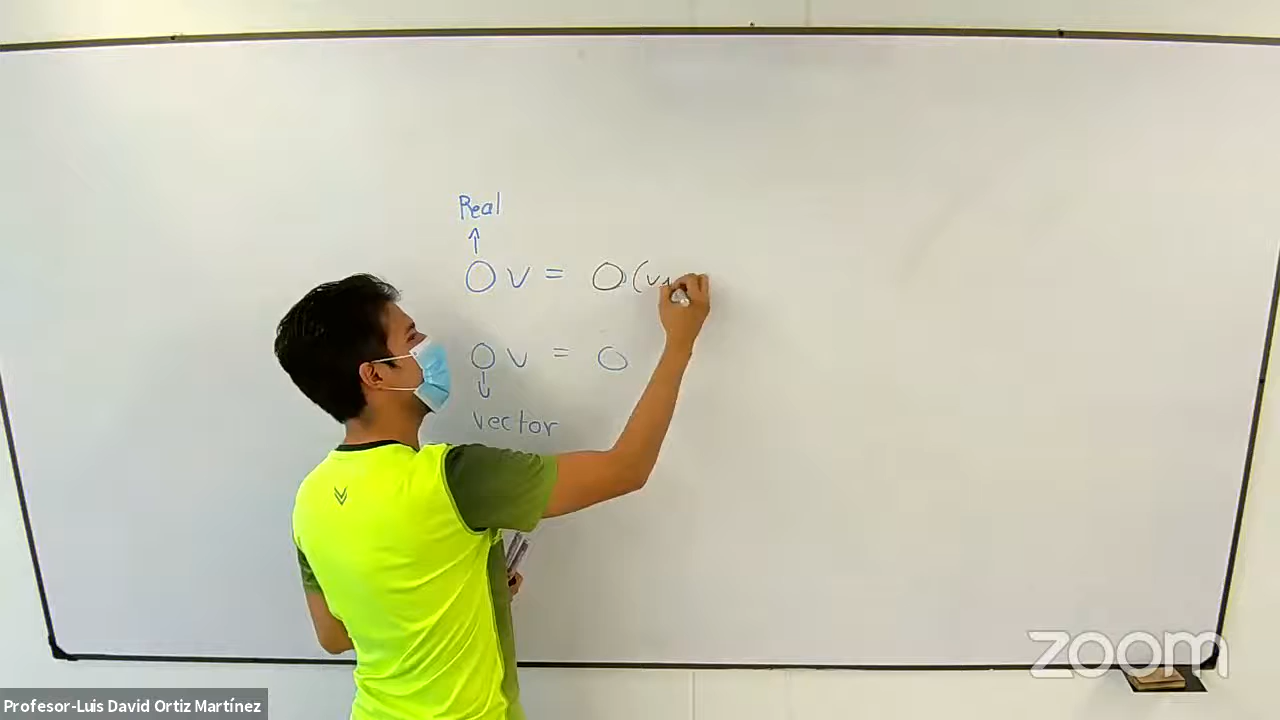 Real
↑
0 v = 0 (v
0 v = 0
↓
vector
zoom
Profesor-Luis David Ortiz Martínez